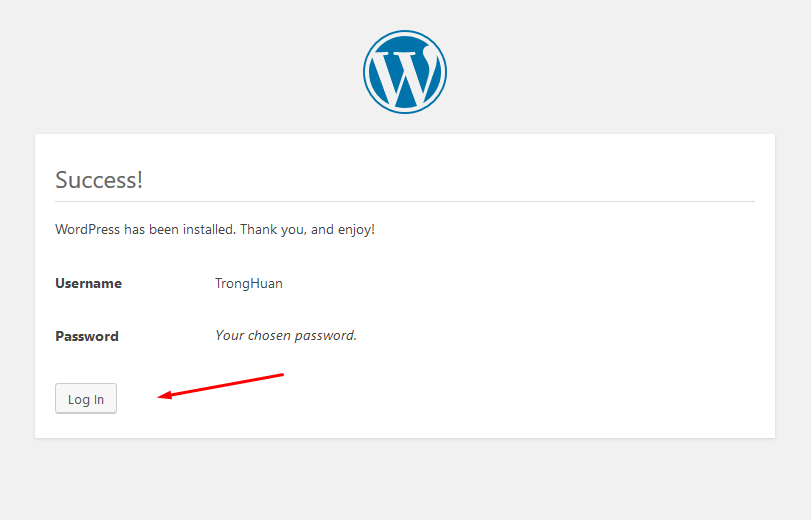 Success!
WordPress has been installed. Thank you, and enjoy!
Username TrongHuan
Password Your chosen password.
Log In